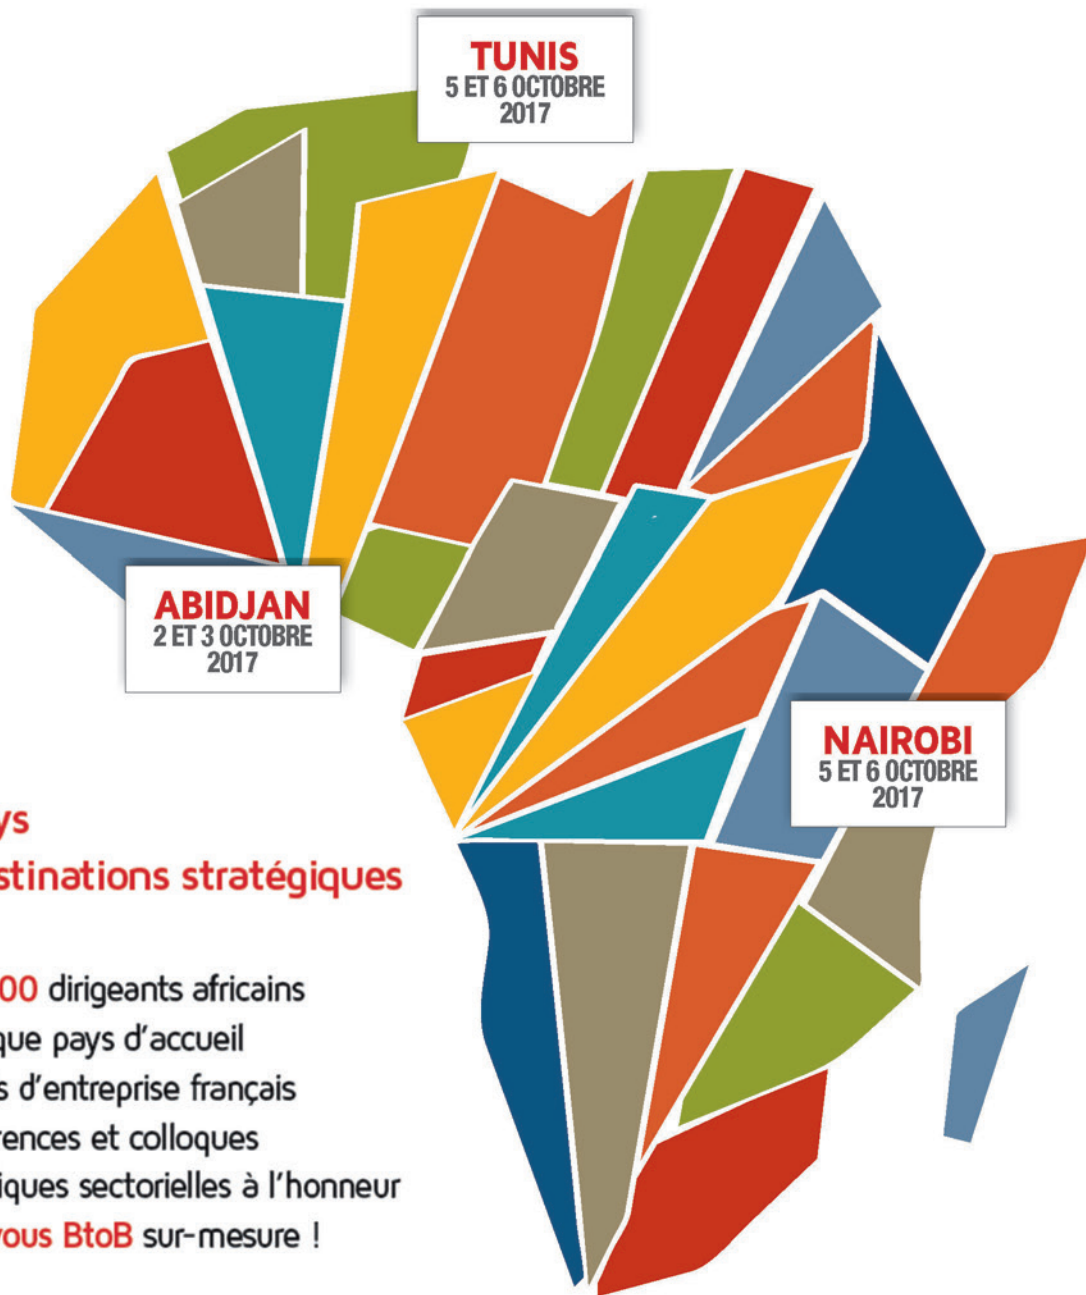 TUNIS
5 ET 6 OCTOBRE
2017
ABIDJAN
2 ET 3 OCTOBRE
2017
NAIROBI
5 ET 6 OCTOBRE
2017
ys
stinations stratégiques
00 dirigeants africains
que pays d'accueil
s d'entreprise français
rences et colloques
iques sectorielles à l'honneur
vous BtoB sur-mesure !